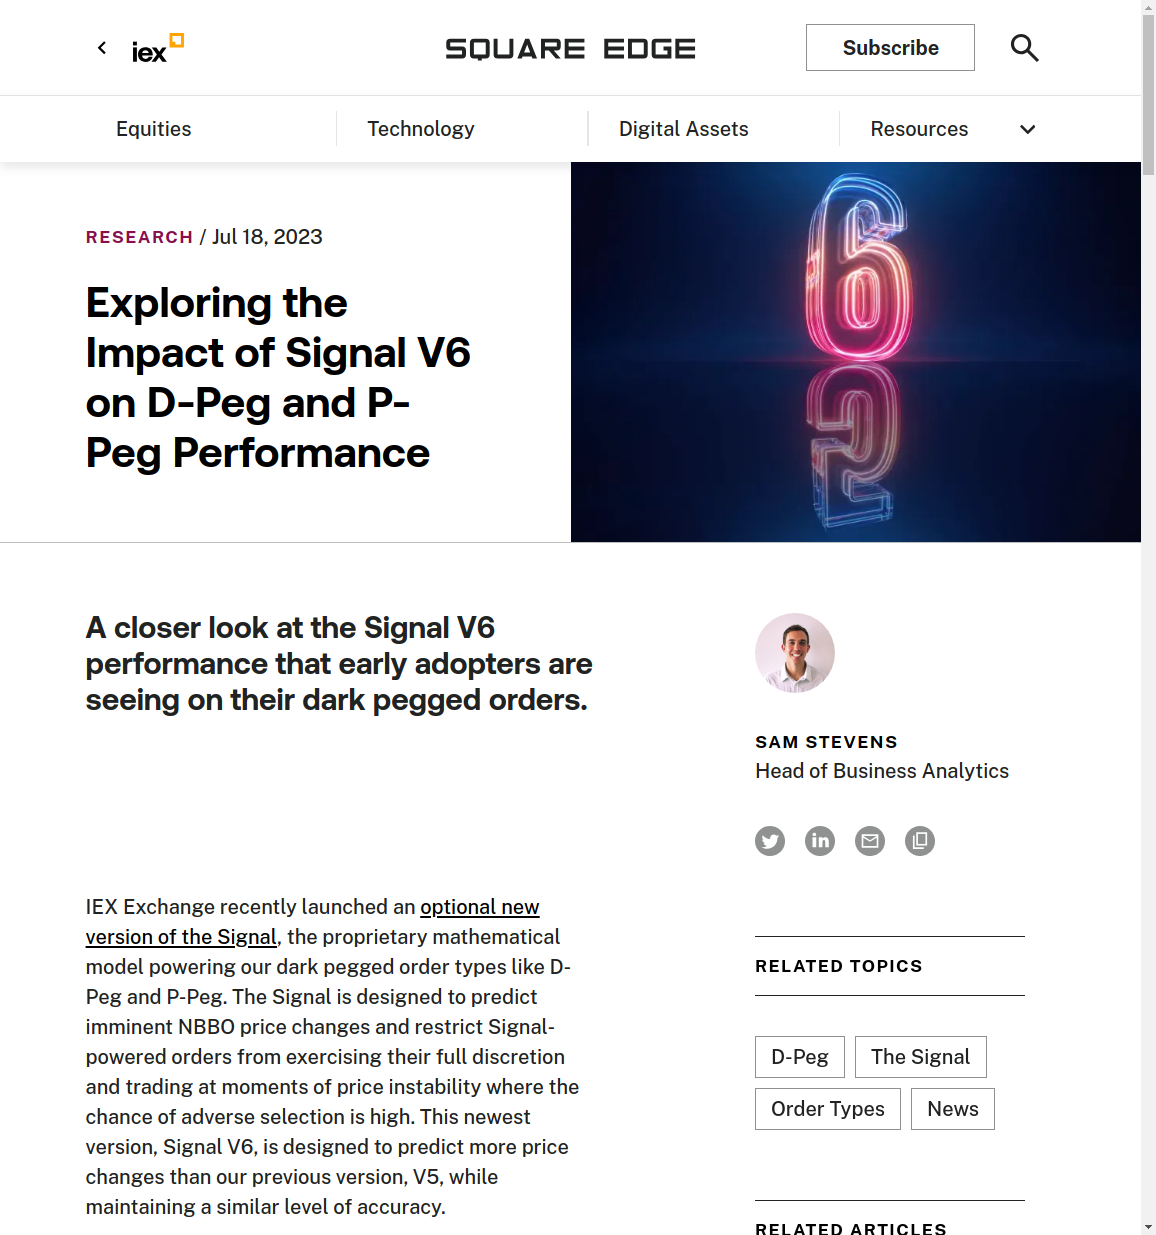 iex
SQUARE EDGE
Subscribe
Equities
Technology
Digital Assets
Resources
RESEARCH / Jul 18, 2023
Exploring the
Impact of Signal V6
on D-Peg and P-
Peg Performance
6
A closer look at the Signal V6
performance that early adopters are
seeing on their dark pegged orders.
SAM STEVENS
Head of Business Analytics
in
IEX Exchange recently launched an optional new
version of the Signal, the proprietary mathematical
model powering our dark pegged order types like D-
Peg and P-Peg. The Signal is designed to predict
imminent NBBO price changes and restrict Signal-
powered orders from exercising their full discretion
and trading at moments of price instability where the
chance of adverse selection is high. This newest
version, Signal V6, is designed to predict more price
changes than our previous version, V5, while
maintaining a similar level of accuracy.
RELATED TOPICS
D-Peg
The Signal
Order Types
News
RELATED ARTICLES